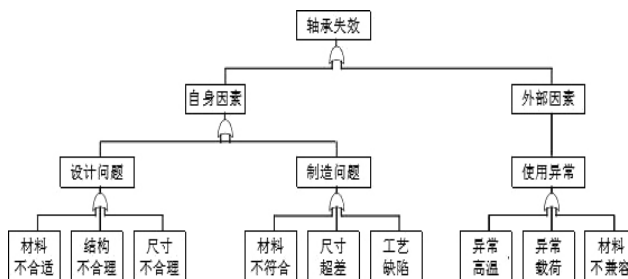 轴承失效
自身因素
外部因素
设计问题
制造问题
使用异常
材料
不合适
结构
不合理
尺寸
不合理
材料
不符合
尺寸
超差
工艺
缺陷
异常
高温
异常
载荷
材料
不兼容